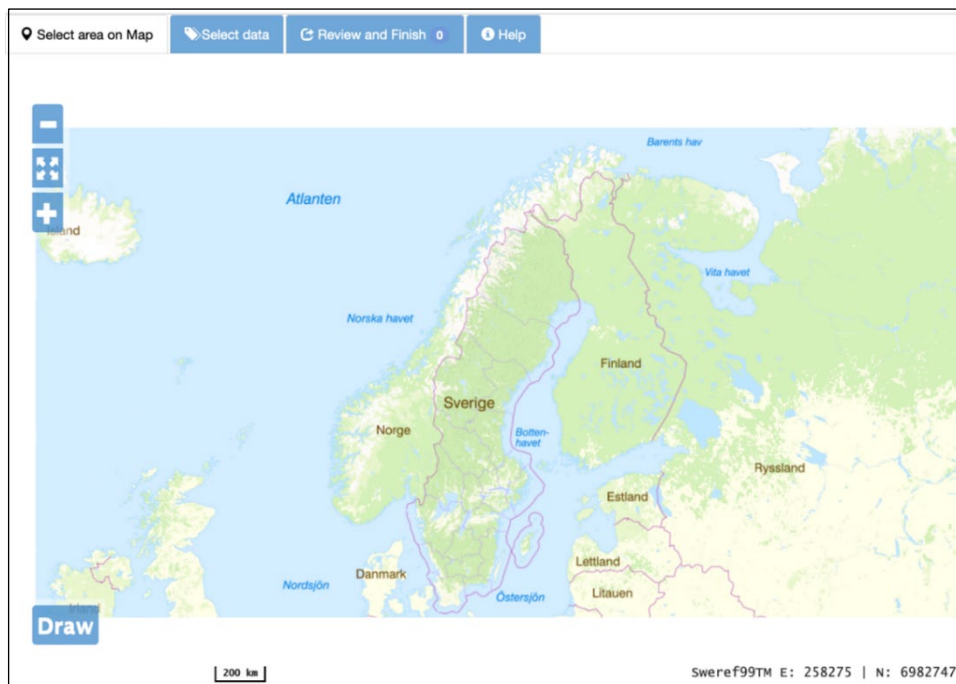 Select area on Map
Select data
Review and Finish 0
Help
Barents hav
Atlanten
Island
Vita havet
Norska havet
Finland
Sverige
Norge
Botten-
havet
Ryssland
Estland
Lettland
Danmark
Nordsjön
Litauen
Östersjön
Irland
Draw
200 km
Sweref99TM E: 258275 | N: 6982747